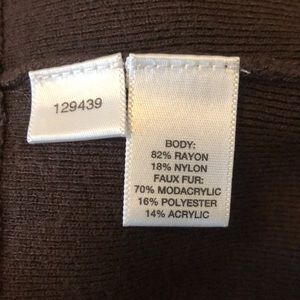 129439
BODY:
82% RAYON
18% NYLON
FAUX FUR:
70% MODACRYLIC
16% POLYESTER
14% ACRYLIC